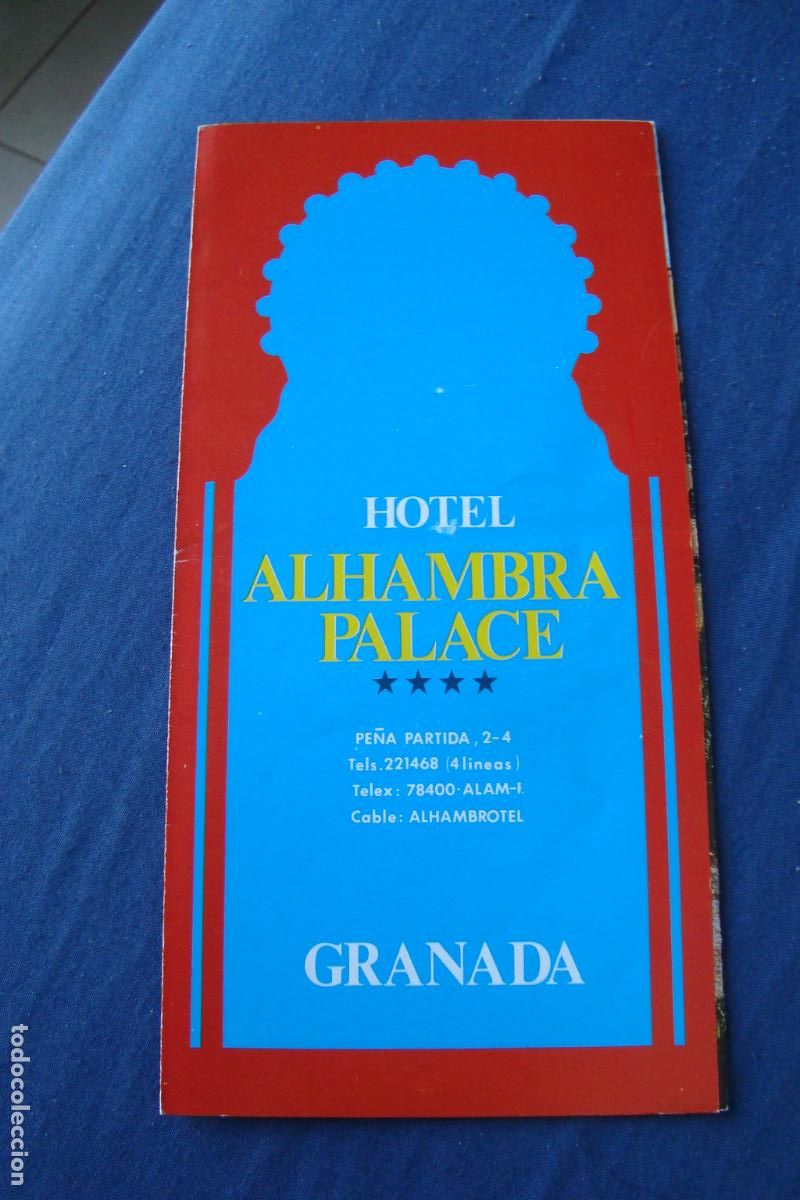 HOTEL
ALHAMBRA
PALACE
PEÑA PARTIDA, 2-4
Tels.221468 (4 lineas)
Telex: 78400·ALAM-
Cable: ALHAMBROTEL
GRANADA
todocoleccion